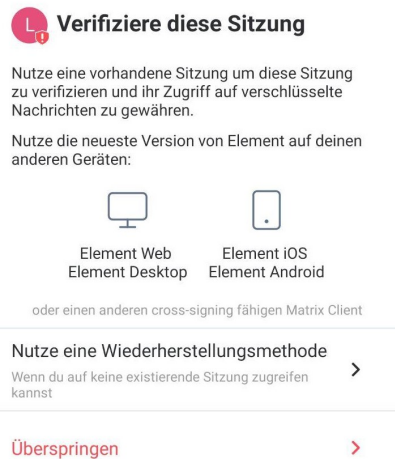 L
Verifiziere diese Sitzung
Nutze eine vorhandene Sitzung um diese Sitzung
zu verifizieren und ihr Zugriff auf verschlüsselte
Nachrichten zu gewähren.
Nutze die neueste Version von Element auf deinen
anderen Geräten:
Element Web
Element Desktop
Element iOS
Element Android
oder einen anderen cross-signing fähigen Matrix Client
Nutze eine Wiederherstellungsmethode
Wenn du auf keine existierende Sitzung zugreifen
kannst
Überspringen